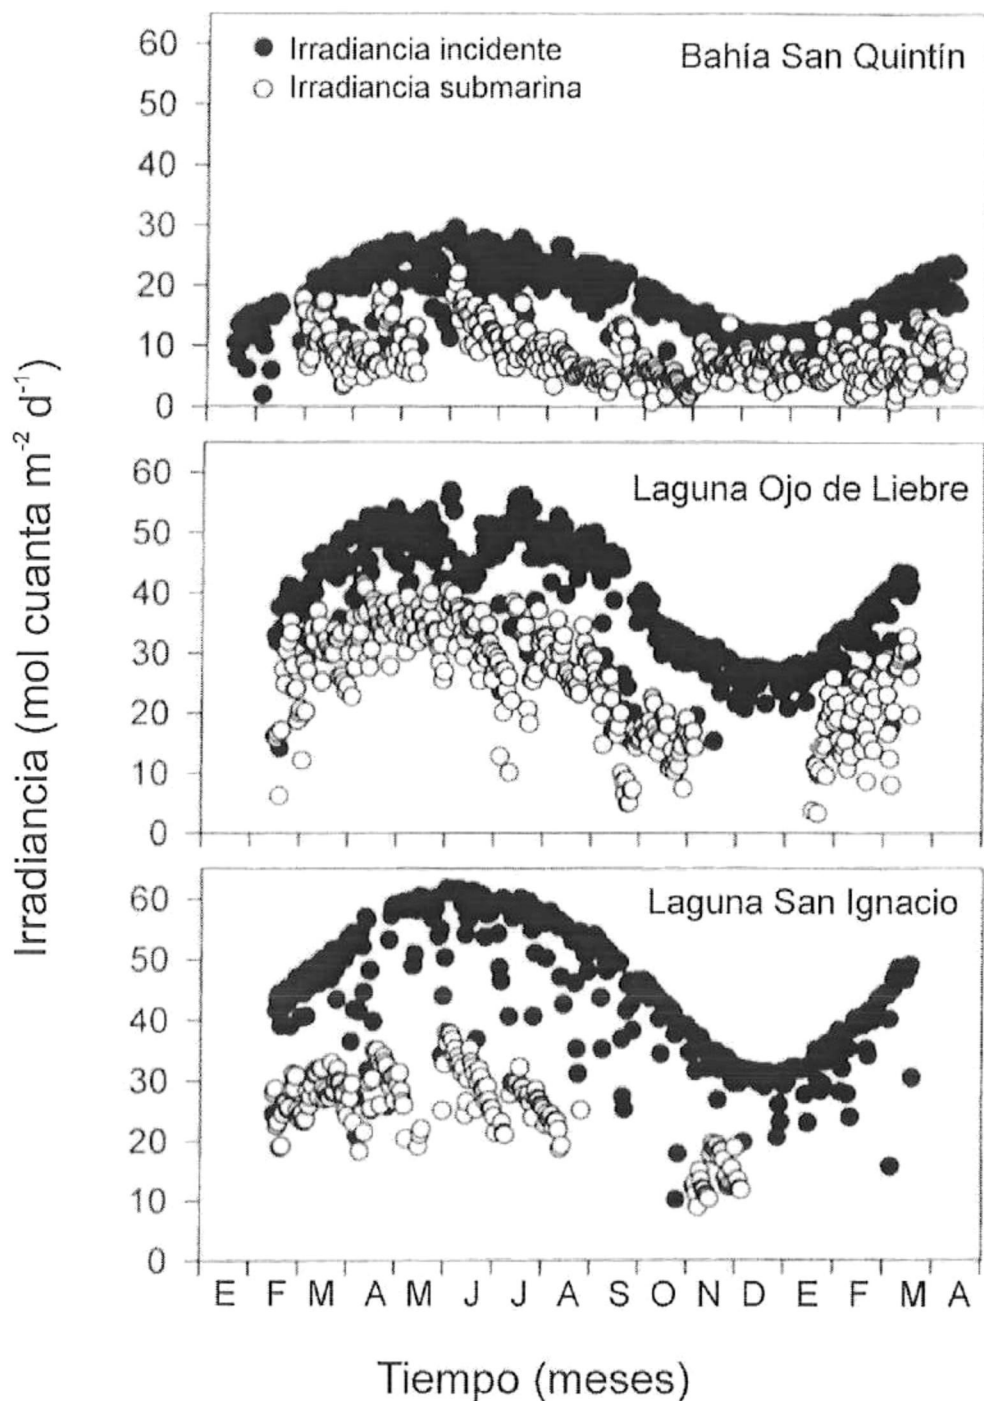 Irradiancia (mol cuanta m⁻² d⁻¹)
60
50
40
30
20
10
0
● Irradiancia incidente
○ Irradiancia submarina
Bahía San Quintín
60
50
40
30
20
10
0
Laguna Ojo de Liebre
60
50
40
30
20
10
0
Laguna San Ignacio
E F M A M J J A S O N D E F M A
Tiempo (meses)